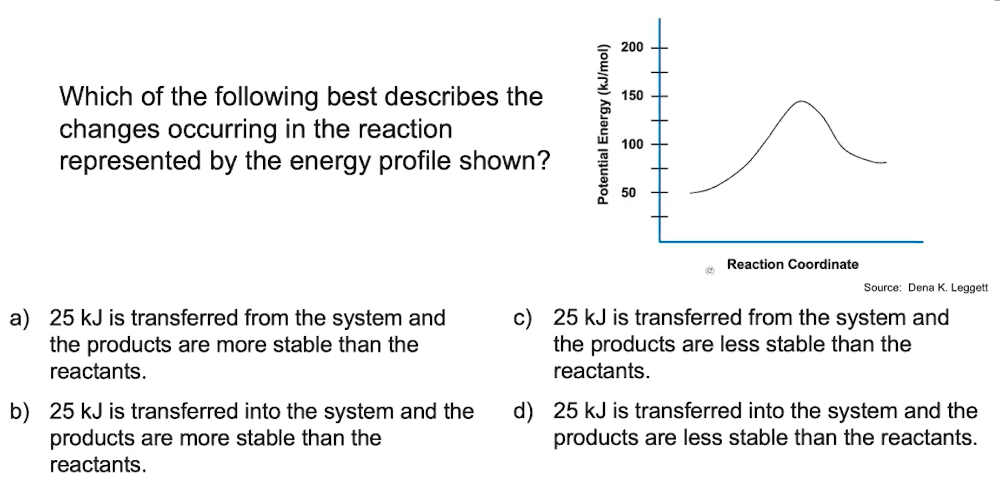 Which of the following best describes the
changes occurring in the reaction
represented by the energy profile shown?
Potential Energy (kJ/mol)
200
150
100
50
Reaction Coordinate
Source: Dena K. Leggett
a) 25 kJ is transferred from the system and
the products are more stable than the
reactants.
b) 25 kJ is transferred into the system and the
products are more stable than the
reactants.
c) 25 kJ is transferred from the system and
the products are less stable than the
reactants.
d) 25 kJ is transferred into the system and the
products are less stable than the reactants.